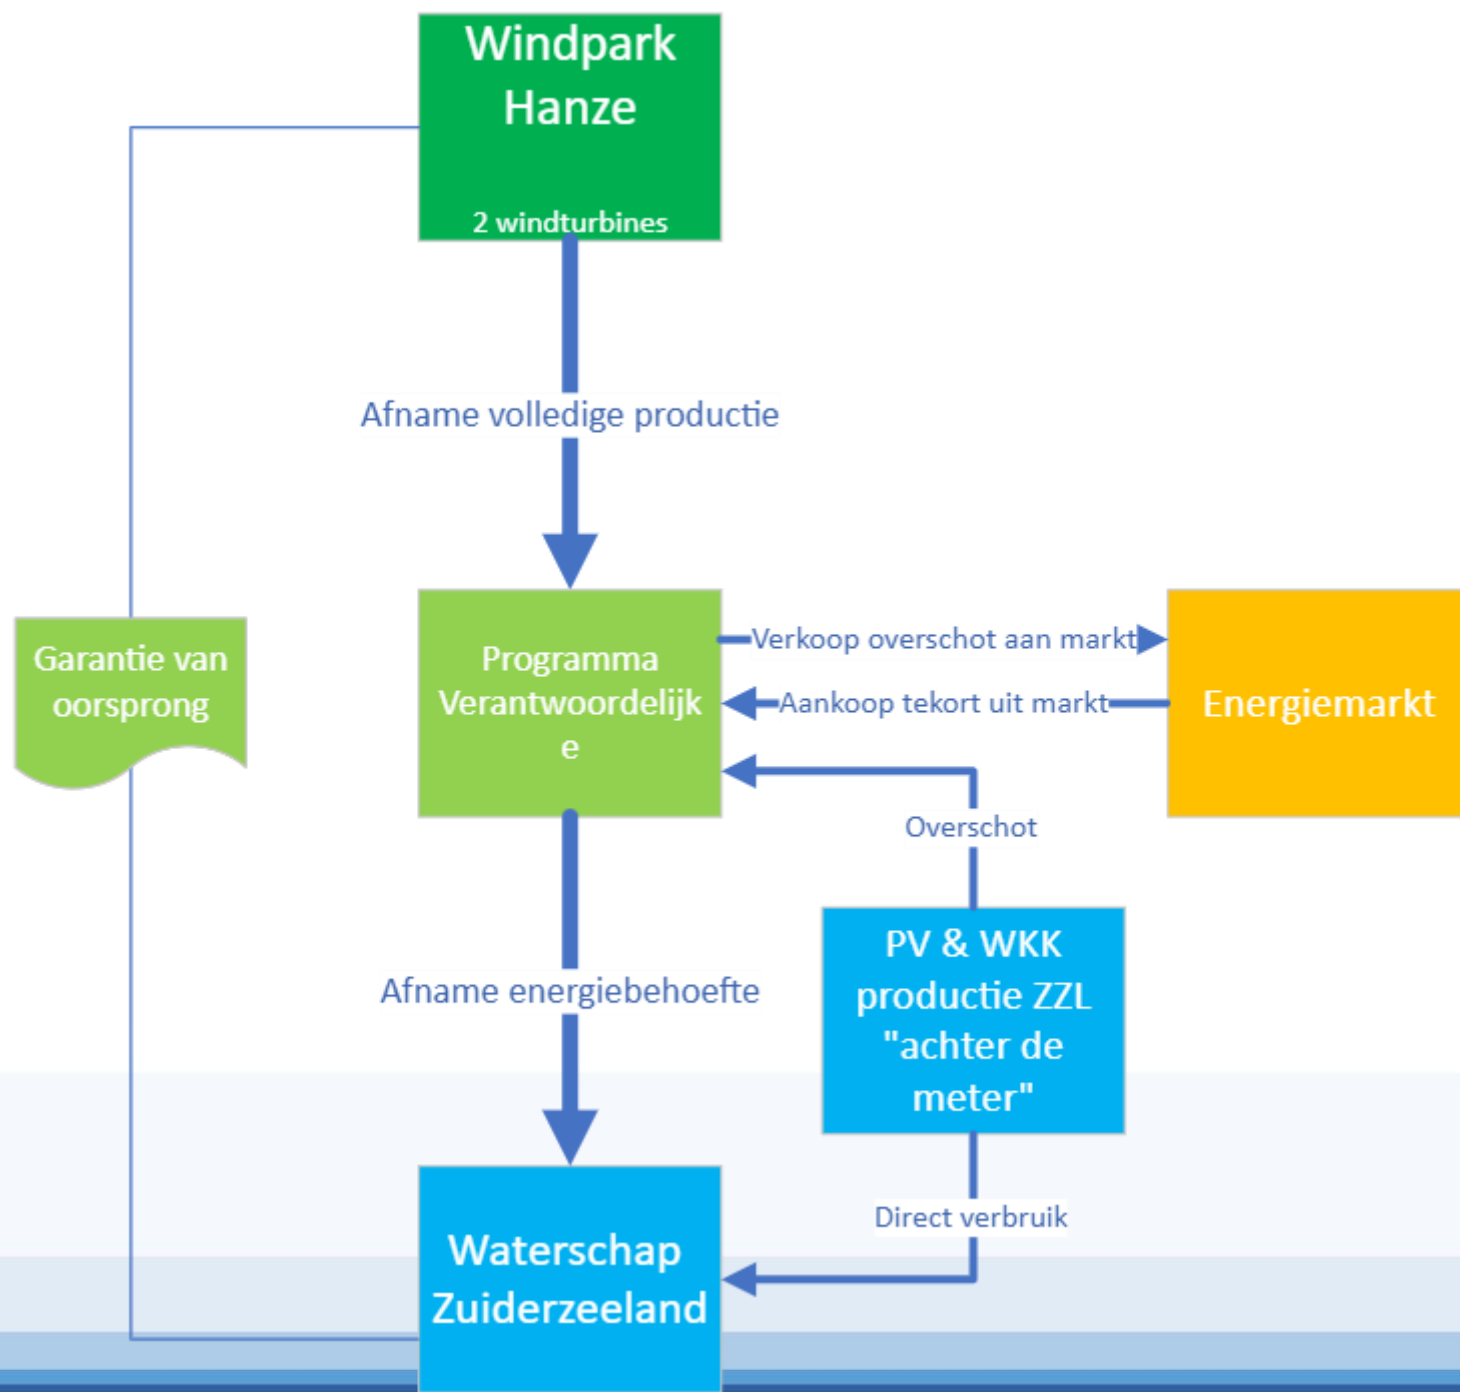 Windpark
Hanze
2 windturbines
Afname volledige productie
Garantie van
oorsprong
Programma
Verantwoordelijk
e
Verkoop overschot aan markt
Aankoop tekort uit markt
Energiemarkt
Overschot
PV & WKK
productie ZZL
"achter de
meter"
Afname energiebehoefte
Direct verbruik
Waterschap
Zuiderzeeland